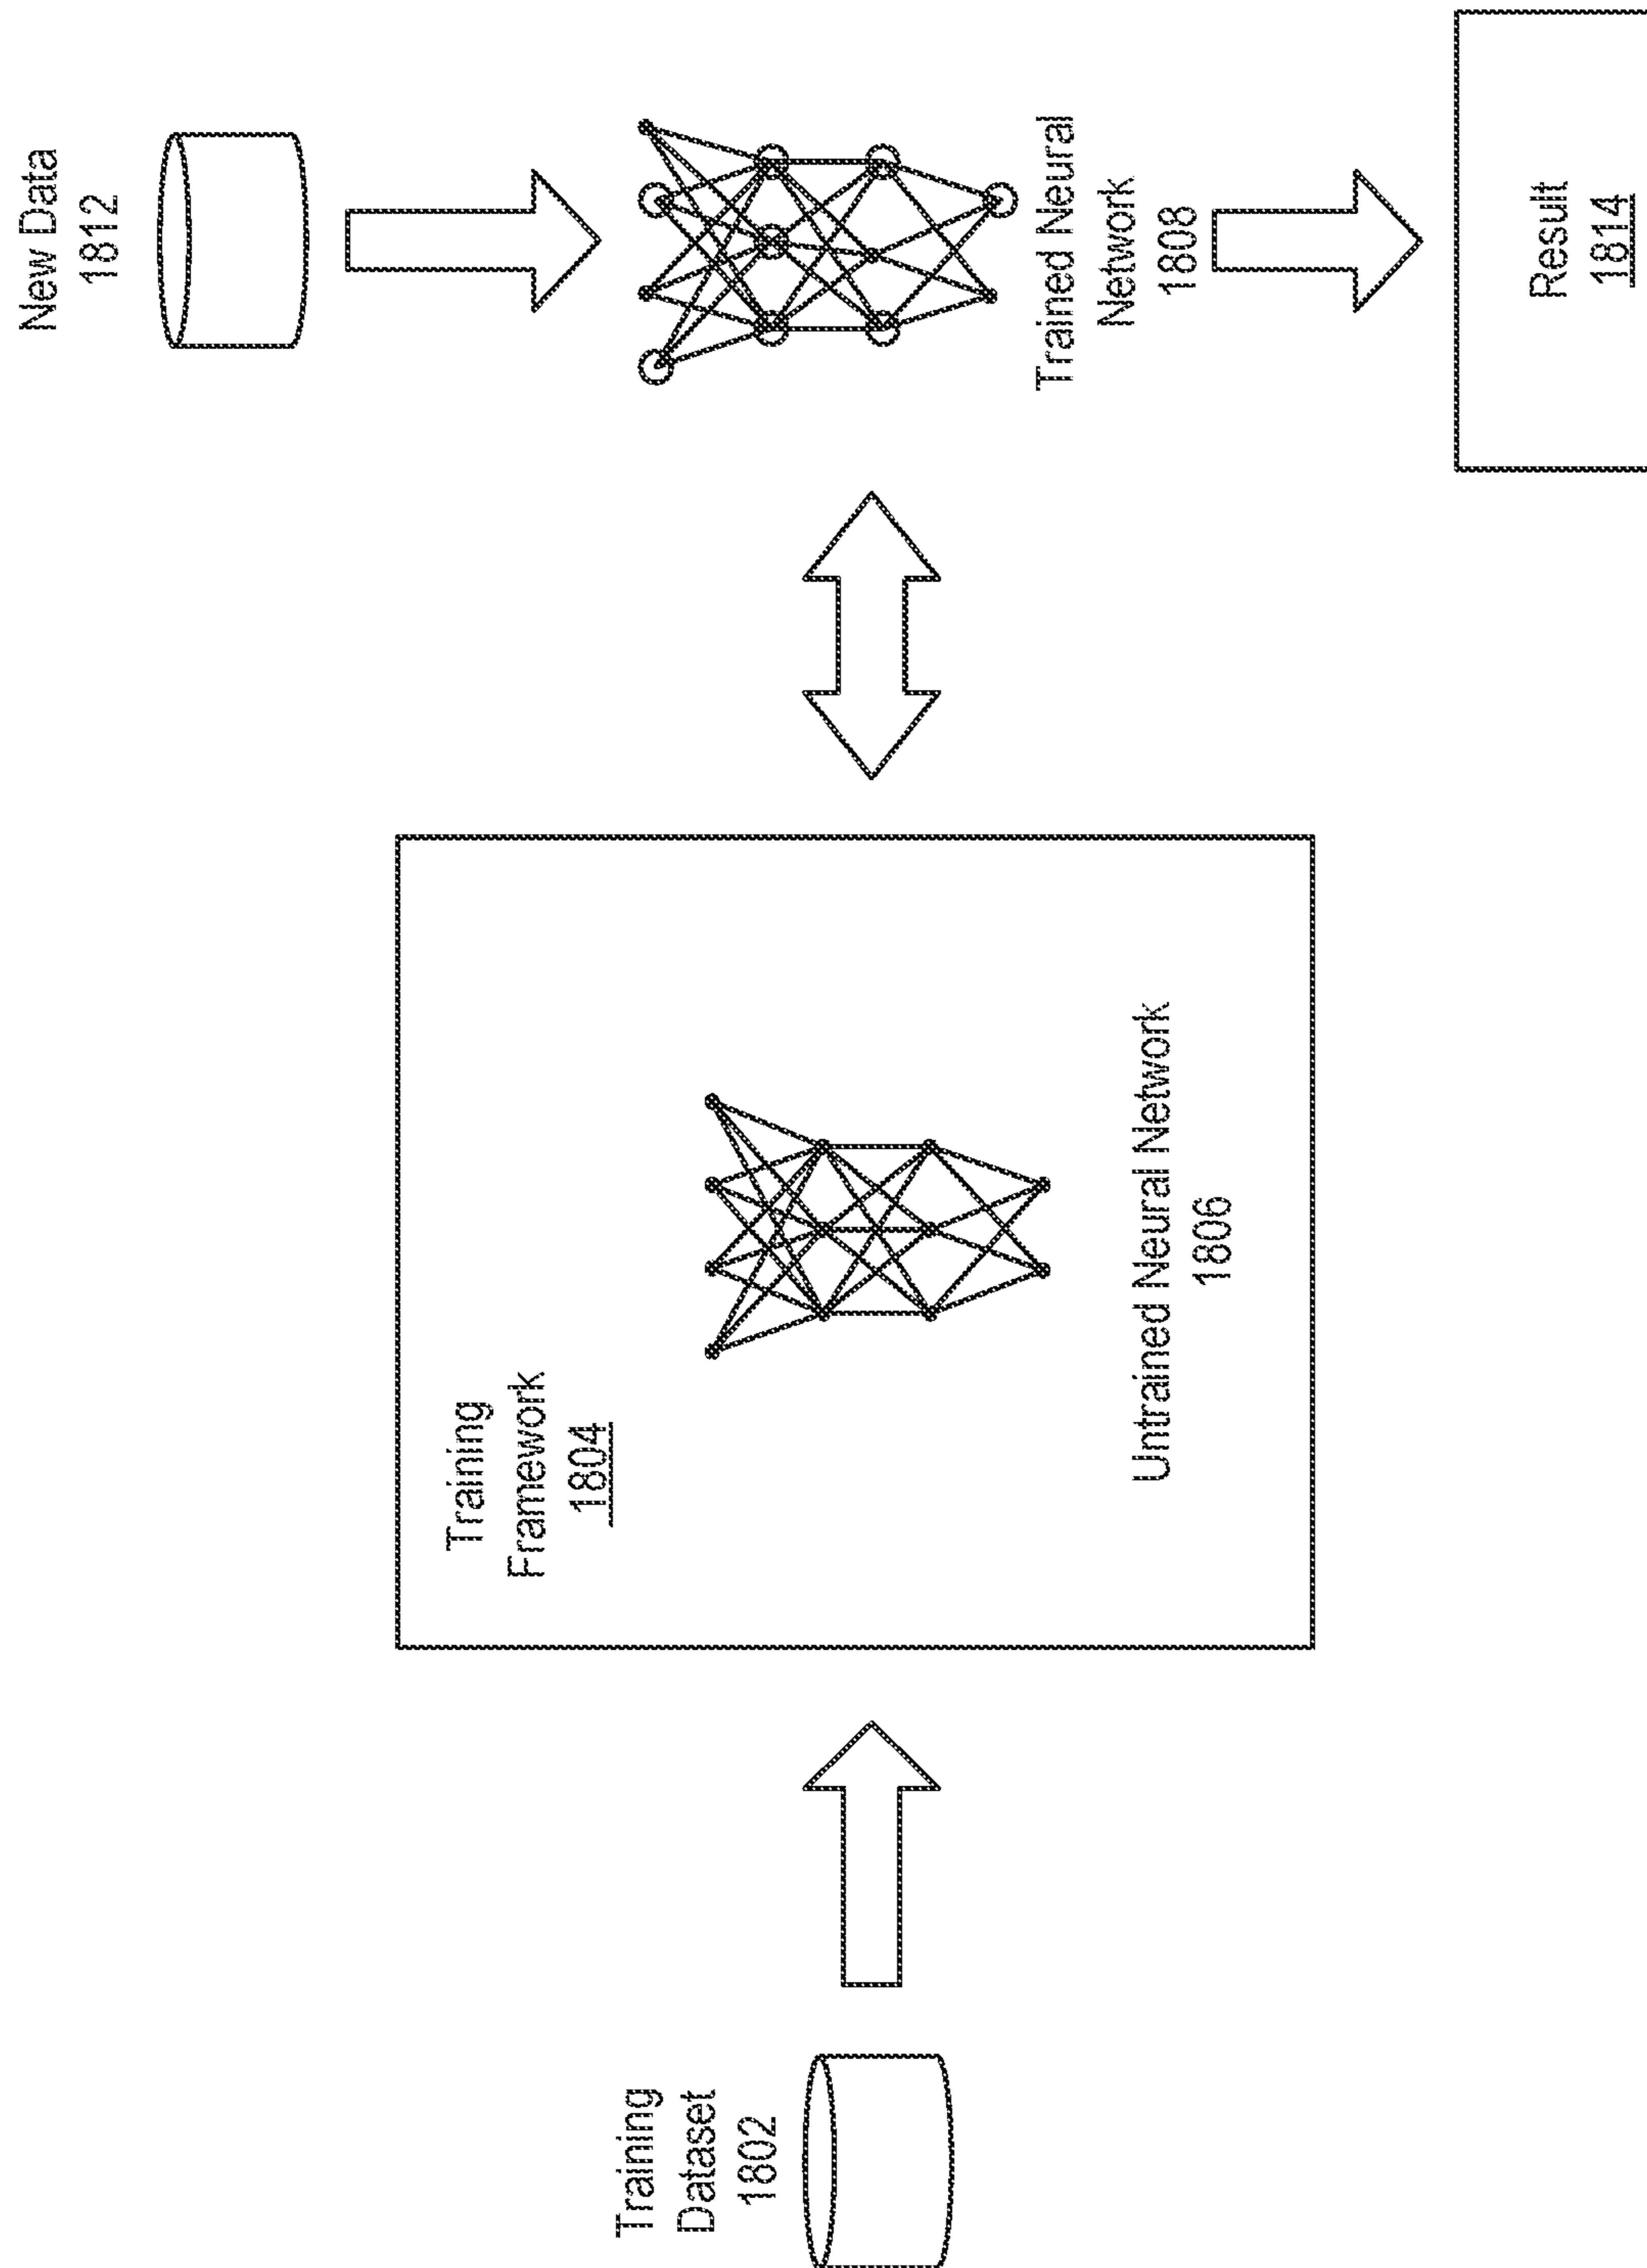 Training
Dataset
1802
Training
Framework
1804
Untrained Neural Network
1806
New Data
1812
Trained Neural
Network
1808
Result
1814